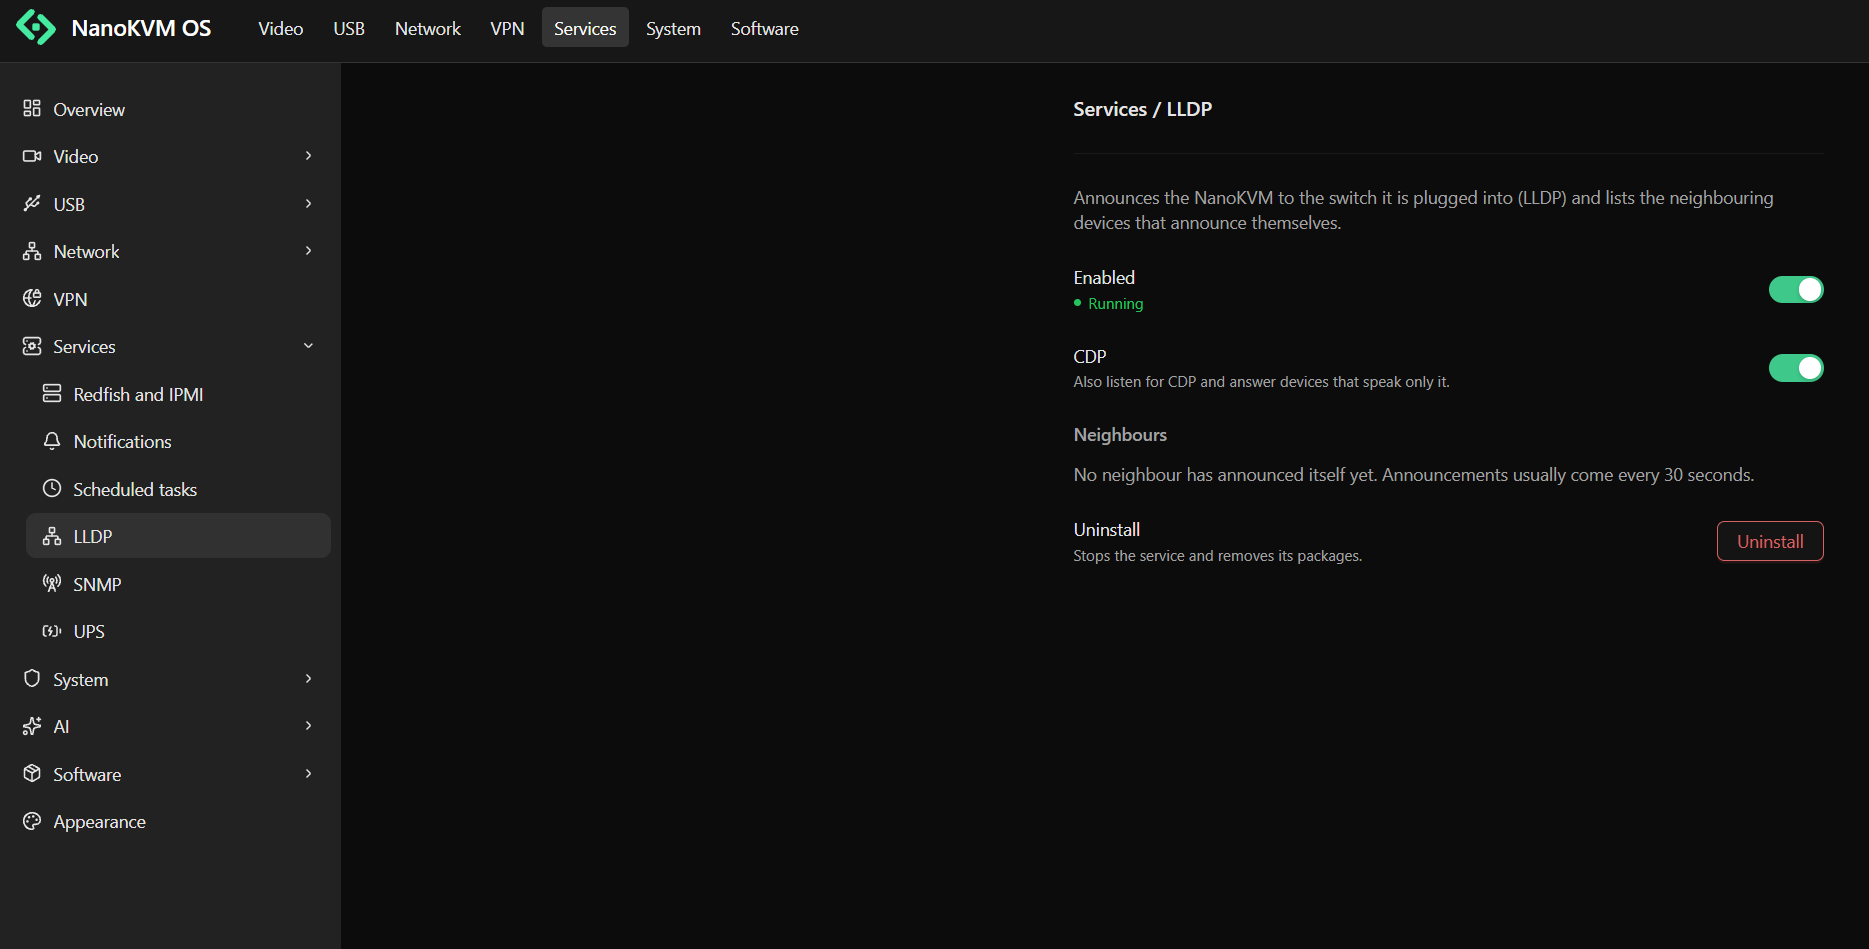 NanoKVM OS
Video
USB
Network
VPN
Services
System
Software
Overview
Video
USB
Network
VPN
Services
Redfish and IPMI
Notifications
Scheduled tasks
LLDP
SNMP
UPS
System
AI
Software
Appearance
Services / LLDP
Announces the NanoKVM to the switch it is plugged into (LLDP) and lists the neighbouring
devices that announce themselves.
Enabled
Running
CDP
Also listen for CDP and answer devices that speak only it.
Neighbours
No neighbour has announced itself yet. Announcements usually come every 30 seconds.
Uninstall
Stops the service and removes its packages.
Uninstall